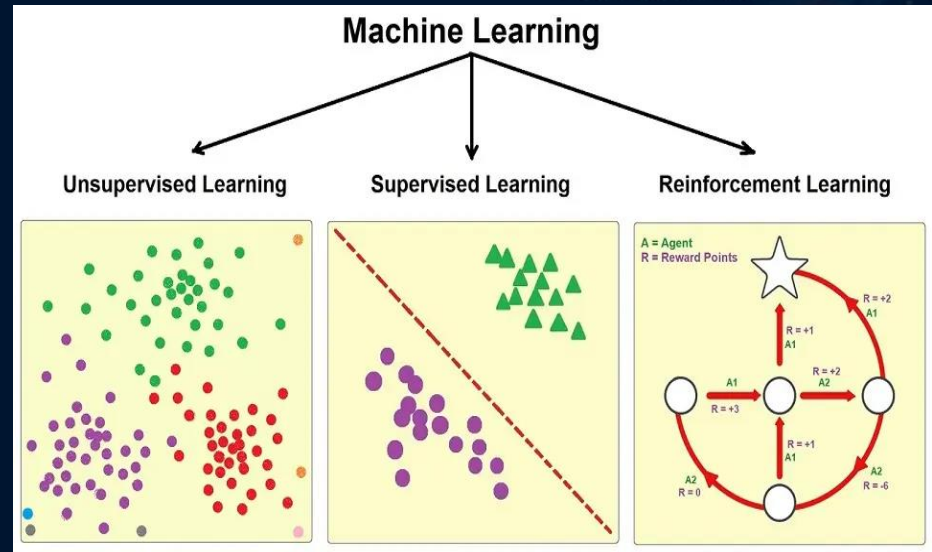 Machine Learning
Unsupervised Learning
Supervised Learning
Reinforcement Learning
A = Agent
R = Reward Points
R = +2
A1
R = +1
A1
R = +2
A1
A2
R = +3
R = +1
A1
A2
R = 0
A2
R = -6